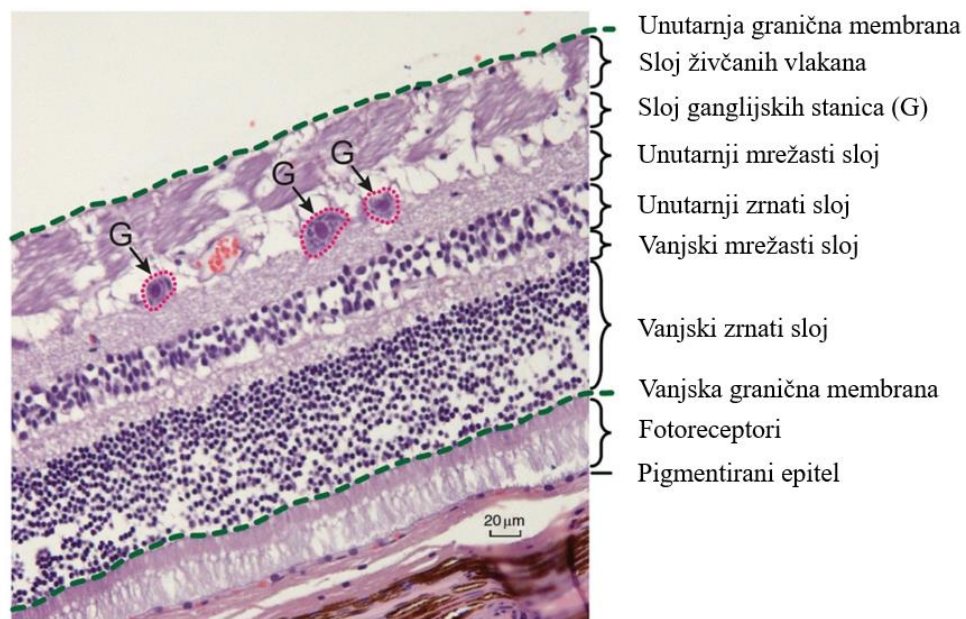 Unutarnja granična membrana
Sloj živčanih vlakana
Sloj ganglijskih stanica (G)
Unutarnji mrežasti sloj
Unutarnji zrnati sloj
Vanjski mrežasti sloj
Vanjski zrnati sloj
Vanjska granična membrana
Fotoreceptori
Pigmentirani epitel
G
G
G
20 μm